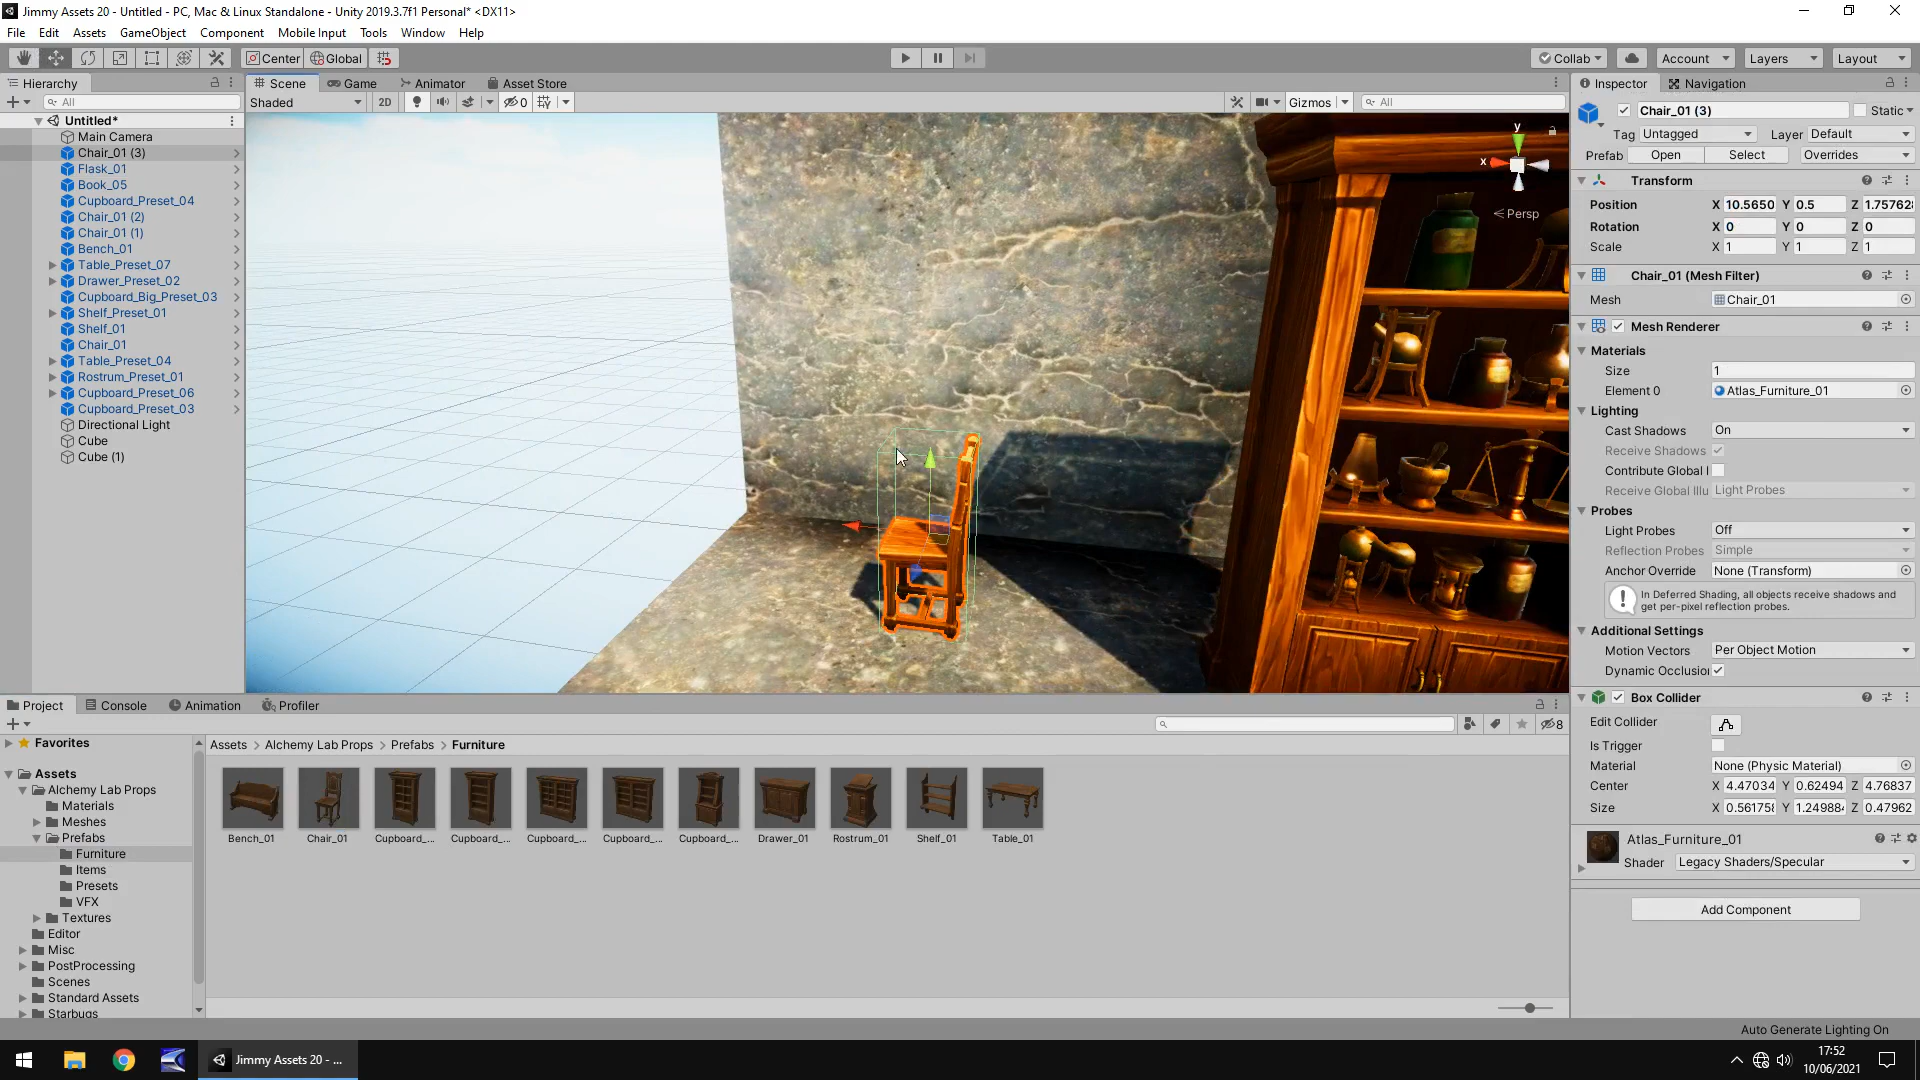 Jimmy Assets 20 - Untitled - PC, Mac & Linux Standalone - Unity 2019.3.7f1 Personal* <DX11>
File Edit Assets GameObject Component Mobile Input Tools Window Help
Center Global Collab Account Layers Layout
Hierarchy Scene Game Animator Asset Store Inspector Navigation
All Shaded 2D 0 Gizmos All
Untitled*
Main Camera
Chair_01 (3)
Flask_01
Book_05
Cupboard_Preset_04
Chair_01 (2)
Chair_01 (1)
Bench_01
Table_Preset_07
Drawer_Preset_02
Cupboard_Big_Preset_03
Shelf_Preset_01
Shelf_01
Chair_01
Table_Preset_04
Rostrum_Preset_01
Cupboard_Preset_06
Cupboard_Preset_03
Directional Light
Cube
Cube (1)
y
x
Persp
Chair_01 (3) Static
Tag Untagged Layer Default
Prefab Open Select Overrides
Transform
Position X 10.5650 Y 0.5 Z 1.75762
Rotation X 0 Y 0 Z 0
Scale X 1 Y 1 Z 1
Chair_01 (Mesh Filter)
Mesh Chair_01
Mesh Renderer
Materials
Size 1
Element 0 Atlas_Furniture_01
Lighting
Cast Shadows On
Receive Shadows
Contribute Global I
Receive Global Illu Light Probes
Probes
Light Probes Off
Reflection Probes Simple
Anchor Override None (Transform)
In Deferred Shading, all objects receive shadows and
get per-pixel reflection probes.
Additional Settings
Motion Vectors Per Object Motion
Dynamic Occlusion
Box Collider
Edit Collider
Is Trigger
Material None (Physic Material)
Center X 4.47034 Y 0.62494 Z 4.76837
Size X 0.56175 Y 1.24988 Z 0.47962
Atlas_Furniture_01
Shader Legacy Shaders/Specular
Add Component
Project Console Animation Profiler
8
Favorites
Assets
Alchemy Lab Props
Materials
Meshes
Prefabs
Furniture
Items
Presets
VFX
Textures
Editor
Misc
PostProcessing
Scenes
Standard Assets
Starbugs
Assets > Alchemy Lab Props > Prefabs > Furniture
Bench_01 Chair_01 Cupboard_... Cupboard_... Cupboard_... Cupboard_... Cupboard_... Drawer_01 Rostrum_01 Shelf_01 Table_01
Auto Generate Lighting On
Jimmy Assets 20 - ...
17:52
10/06/2021